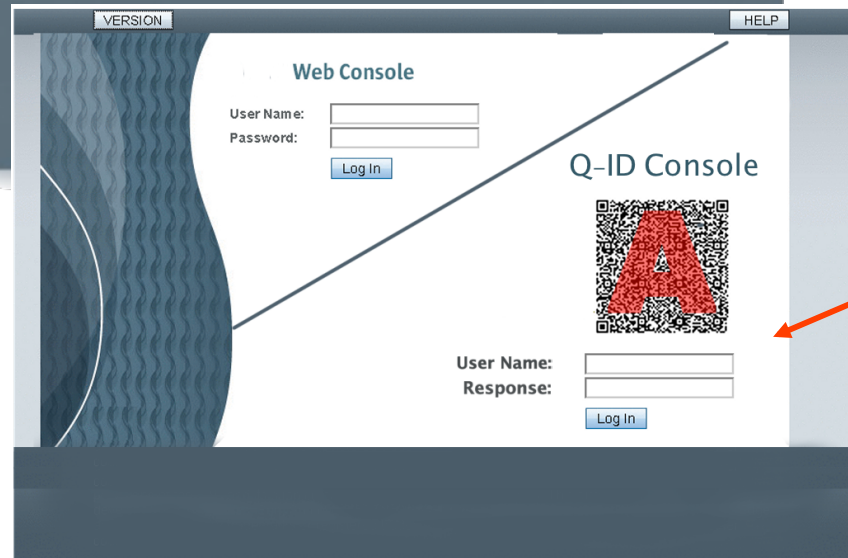 VERSION
HELP
Web Console
User Name:
Password:
Log In
Q-ID Console
A
User Name:
Response:
Log In